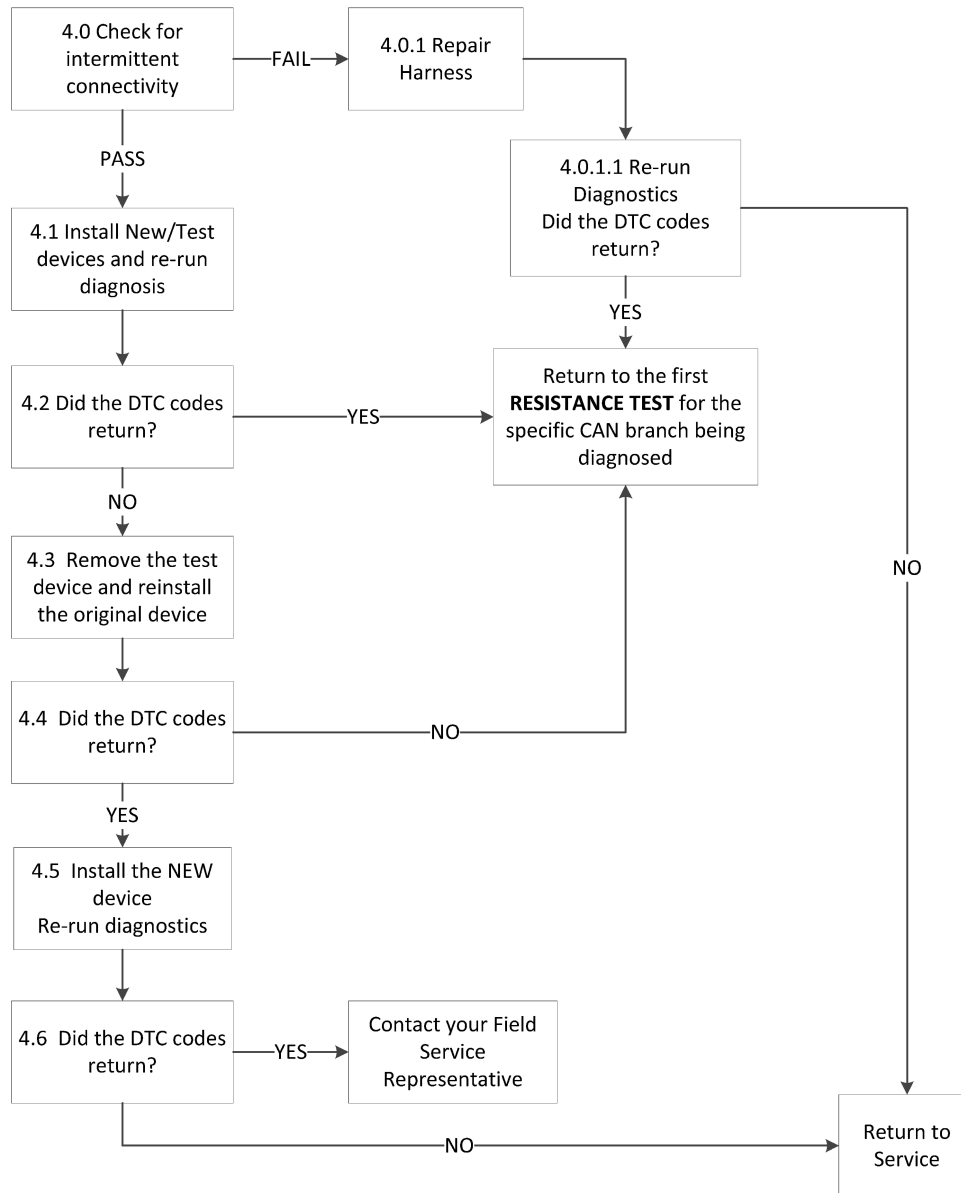 4.0 Check for
intermittent
connectivity
FAIL
4.0.1 Repair
Harness
PASS
4.0.1.1 Re-run
Diagnostics
Did the DTC codes
return?
4.1 Install New/Test
devices and re-run
diagnosis
YES
4.2 Did the DTC codes
return?
YES
Return to the first
RESISTANCE TEST for the
specific CAN branch being
diagnosed
NO
4.3 Remove the test
device and reinstall
the original device
NO
4.4 Did the DTC codes
return?
NO
YES
4.5 Install the NEW
device
Re-run diagnostics
4.6 Did the DTC codes
return?
YES
Contact your Field
Service
Representative
NO
Return to
Service